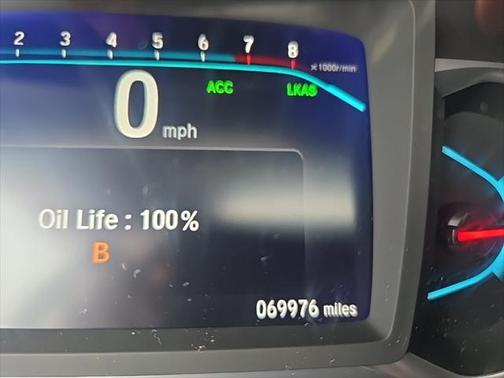 2 3 4 5 6 7 8
×1000r/min
ACC LKAS
0 mph
Oil Life : 100%
B
069976 miles